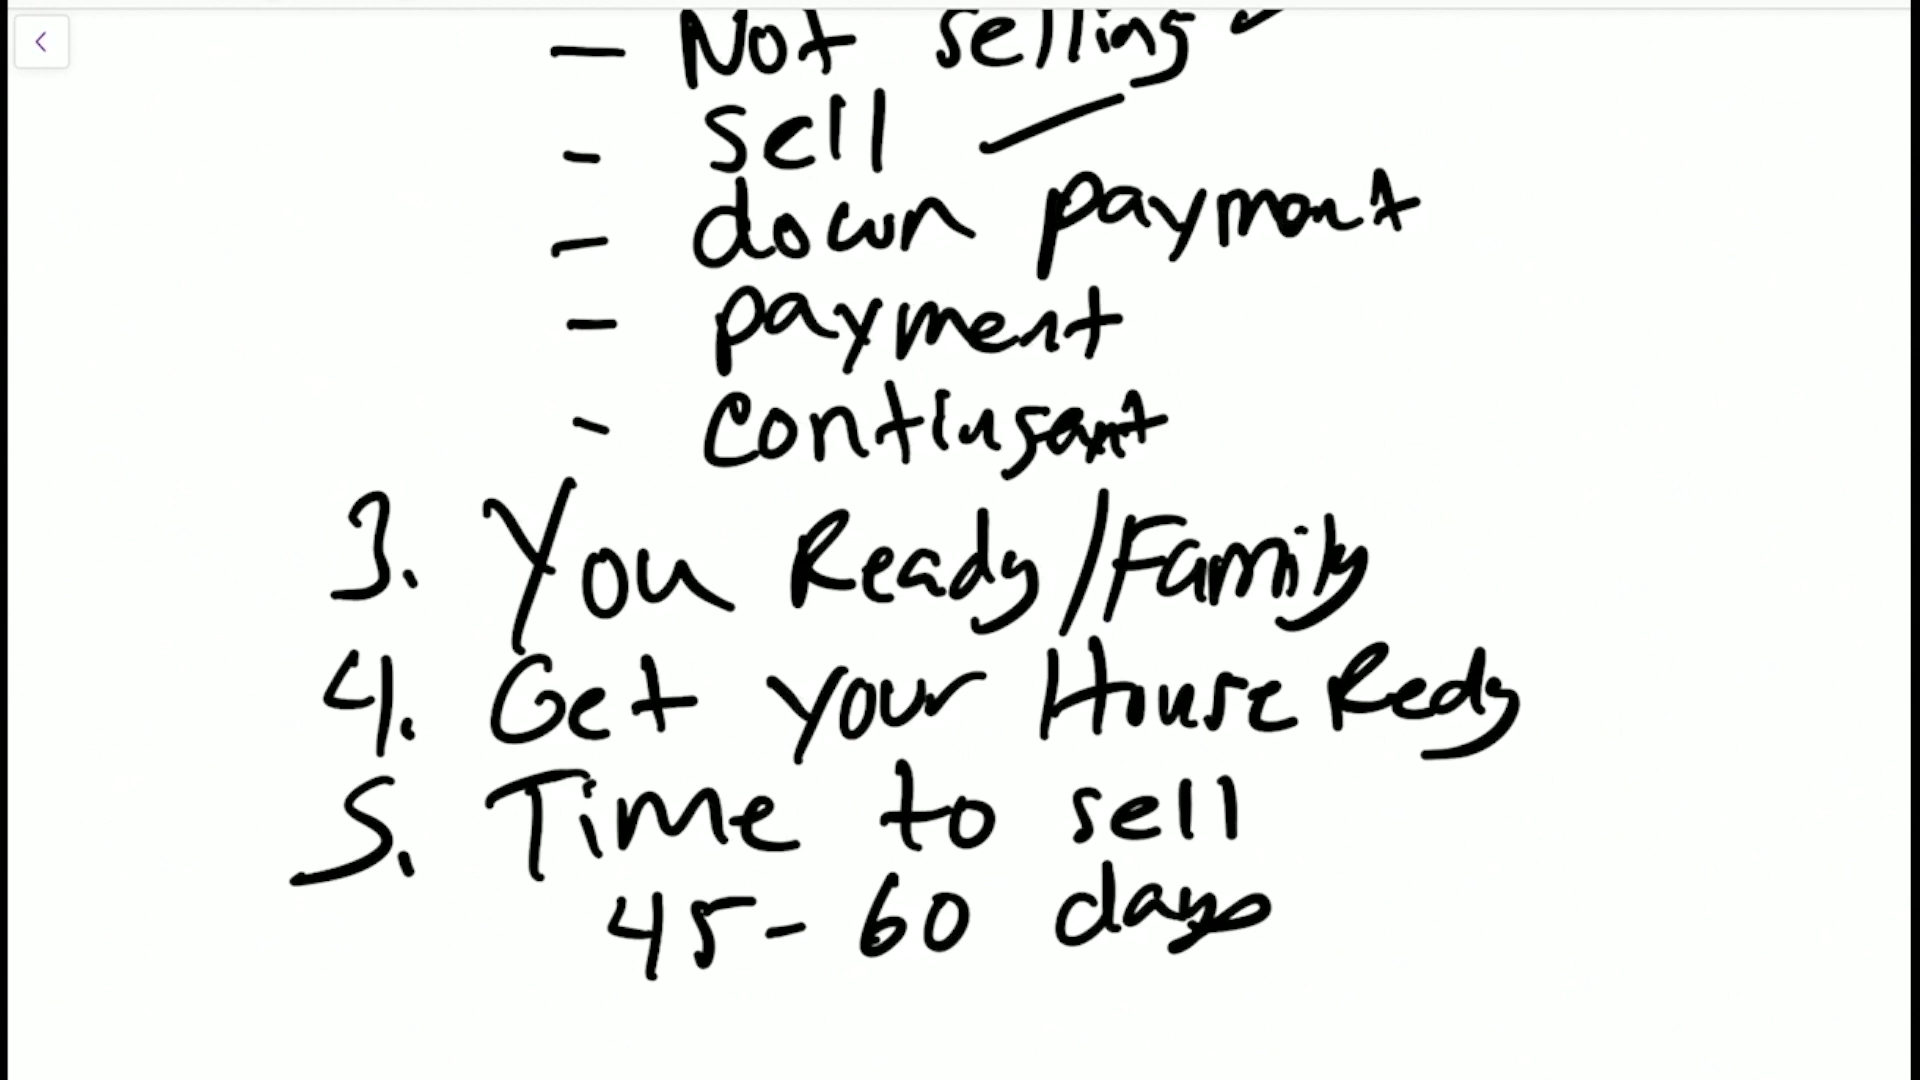 - Not selling
- sell
- down payment
- payment
- contingent
3. You Ready/Family
4. Get your House Redy
5. Time to sell
45-60 days